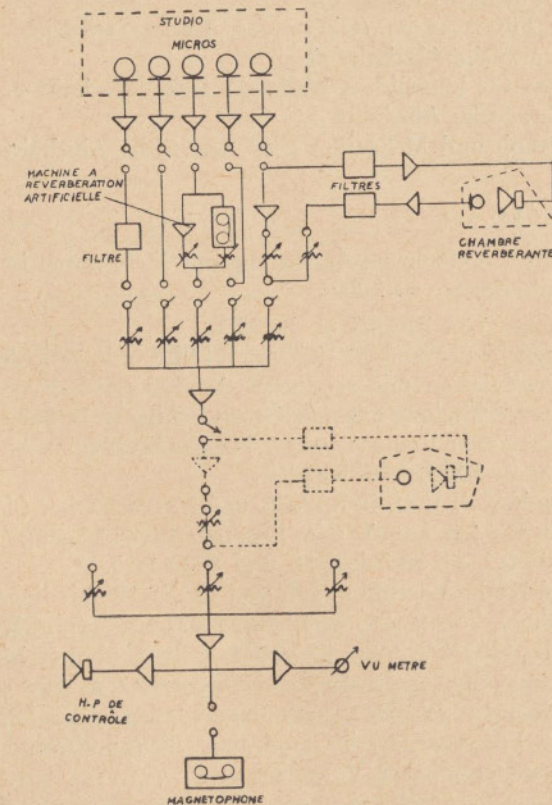 STUDIO
MICROS
MACHINE A
REVERBERATION
ARTIFICIELLE
FILTRES
FILTRE
CHAMBRE
REVERBERANTE
VU METRE
H.P DE
CONTRÔLE
MAGNETOPHONE